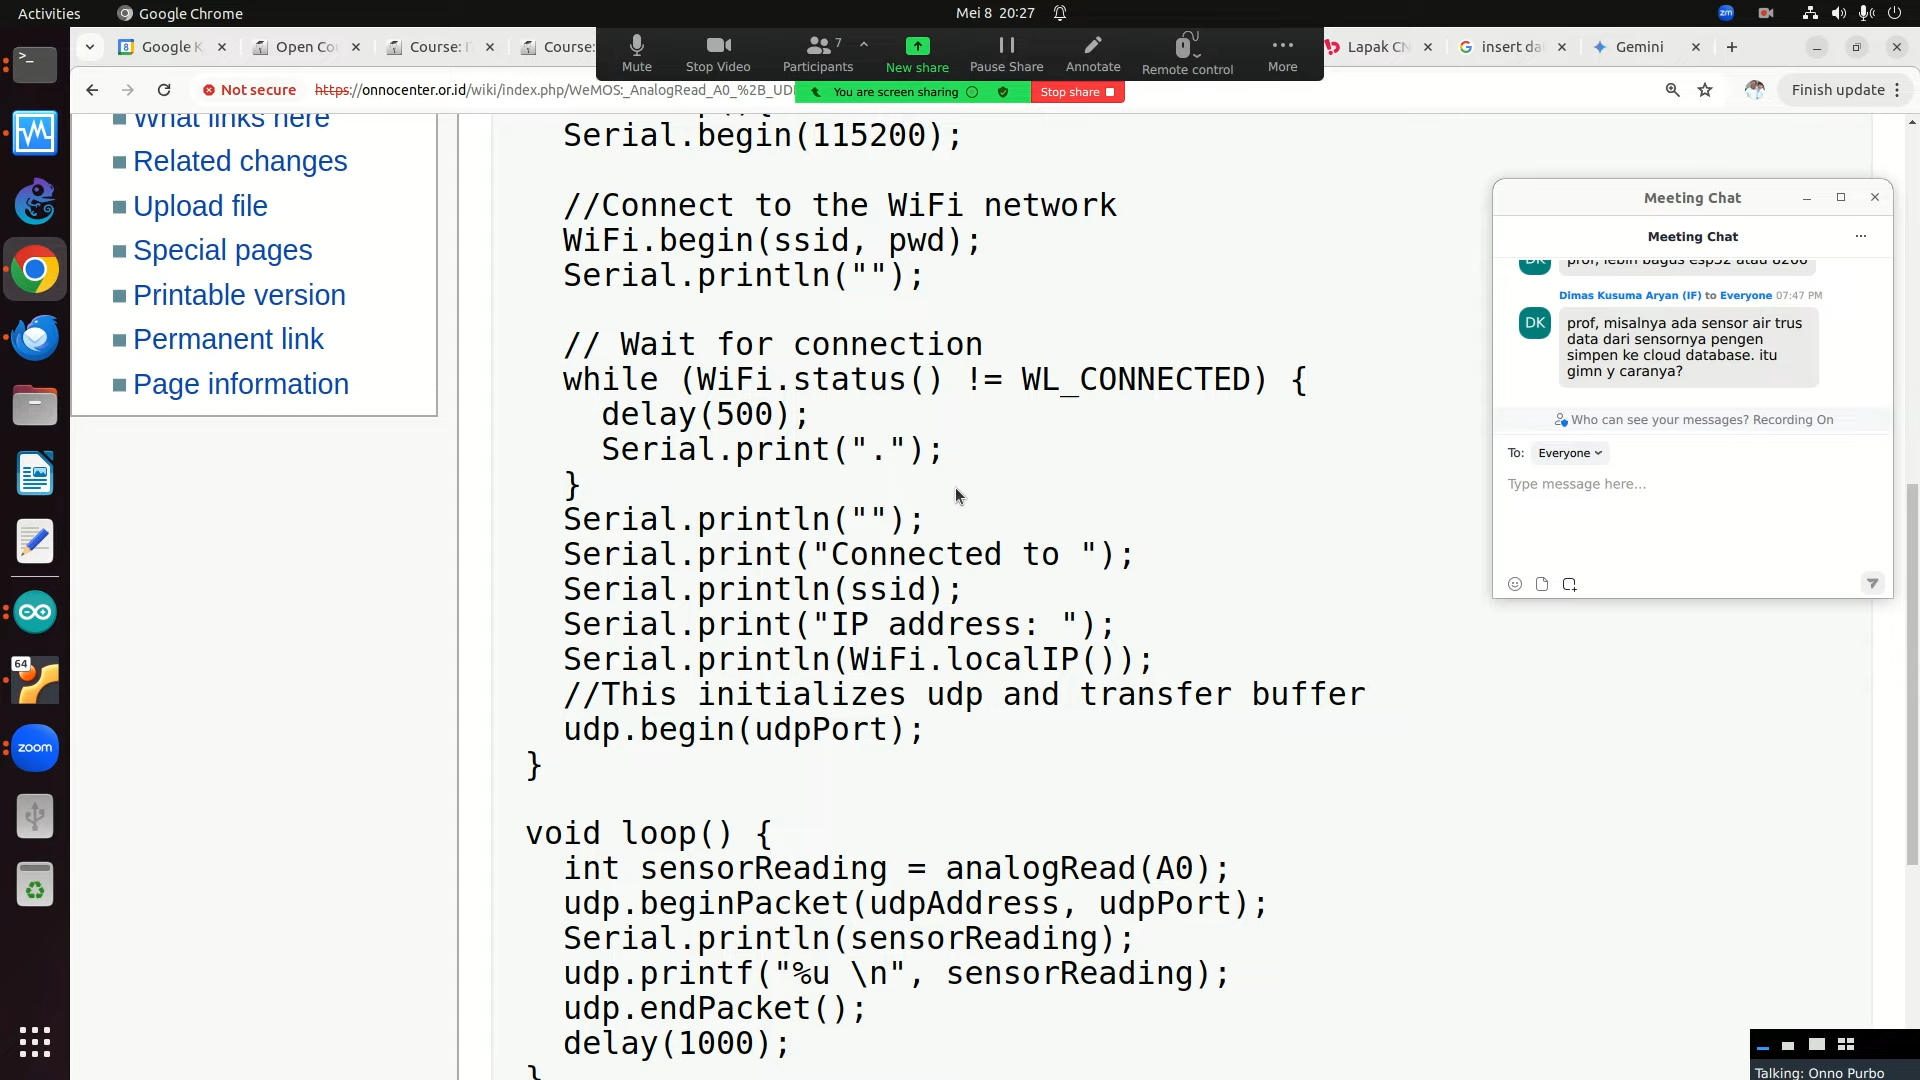 Activities
Google Chrome
Mei 8 20:27
zm
Google K
Open Co
Course: I
Course:
Lapak CN
insert da
Gemini
Mute
Stop Video
Participants
7
New share
Pause Share
Annotate
Remote control
More
You are screen sharing
Stop share
Not secure
https://onnocenter.or.id/wiki/index.php/WeMOS:_AnalogRead_A0_%2B_UD
Finish update
What links here
Related changes
Upload file
Special pages
Printable version
Permanent link
Page information
Serial.begin(115200);
//Connect to the WiFi network
WiFi.begin(ssid, pwd);
Serial.println("");
// Wait for connection
while (WiFi.status() != WL_CONNECTED) {
delay(500);
Serial.print(".");
}
Serial.println("");
Serial.print("Connected to ");
Serial.println(ssid);
Serial.print("IP address: ");
Serial.println(WiFi.localIP());
//This initializes udp and transfer buffer
udp.begin(udpPort);
}
void loop() {
int sensorReading = analogRead(A0);
udp.beginPacket(udpAddress, udpPort);
Serial.println(sensorReading);
udp.printf("%u \n", sensorReading);
udp.endPacket();
delay(1000);
}
Meeting Chat
Meeting Chat
DK
prof, lebih bagus esp32 atau 8266
Dimas Kusuma Aryan (IF) to Everyone 07:47 PM
DK
prof, misalnya ada sensor air trus
data dari sensornya pengen
simpen ke cloud database. itu
gimn y caranya?
Who can see your messages? Recording On
To: Everyone
Type message here...
64
zoom
Talking: Onno Purbo